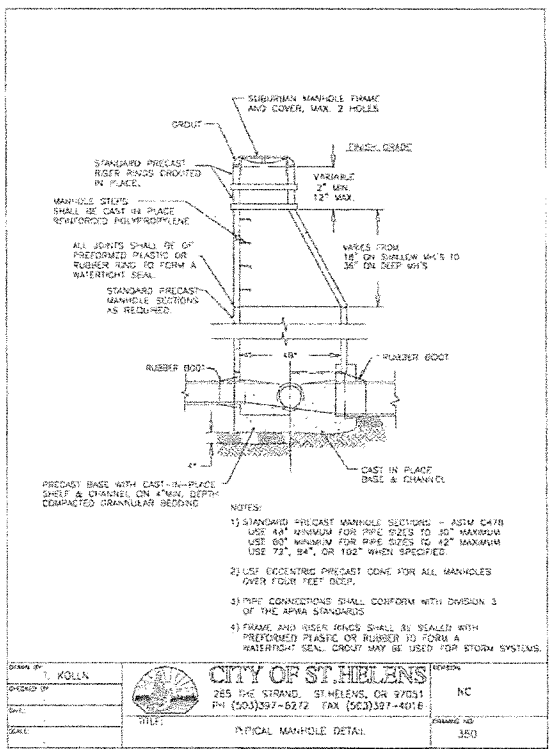 SUBURBAN MANHOLE FRAME
AND COVER, MAX. 2 HOLES
GROUT
FINISH GRADE
STANDARD PRECAST
RISER RINGS GROUTED
IN PLACE.
VARIABLE
2" MIN.
12" MAX.
MANHOLE STEPS
SHALL BE CAST IN PLACE
REINFORCED POLYPROPYLENE
ALL JOINTS SHALL BE OF
PREFORMED PLASTIC OR
RUBBER RING TO FORM A
WATERTIGHT SEAL.
VARIES FROM
18" ON SHALLOW MH'S TO
36" ON DEEP MH'S
STANDARD PRECAST
MANHOLE SECTIONS
AS REQUIRED.
48"
RUBBER BOOT
RUBBER BOOT
4"
CAST IN PLACE
BASE & CHANNEL
PRECAST BASE WITH CAST-IN-PLACE
SHELF & CHANNEL ON 4"MIN. DEPTH
COMPACTED GRANNULAR BEDDING
NOTES:
1) STANDARD PRECAST MANHOLE SECTIONS - ASTM C478
USE 48" MINIMUM FOR PIPE SIZES TO 30" MAXIMUM
USE 60" MINIMUM FOR PIPE SIZES TO 42" MAXIMUM
USE 72", 84", OR 102" WHEN SPECIFIED.
2) USE ECCENTRIC PRECAST CONE FOR ALL MANHOLES
OVER FOUR FEET DEEP.
3) PIPE CONNECTIONS SHALL CONFORM WITH DIVISION 3
OF THE APWA STANDARDS
4) FRAME AND RISER RINGS SHALL BE SEALED WITH
PREFORMED PLASTIC OR RUBBER TO FORM A
WATERTIGHT SEAL. GROUT MAY BE USED FOR STORM SYSTEMS.
DRAWN BY
T. KOLLN
CHECKED BY
DATE:
SCALE:
CITY OF ST.HELENS
265 THE STRAND, ST.HELENS, OR 97051
PH (503)397-6272 FAX (503)397-4016
TITLE:
TYPICAL MANHOLE DETAIL
REVISION
NC
DRAWING NO
350